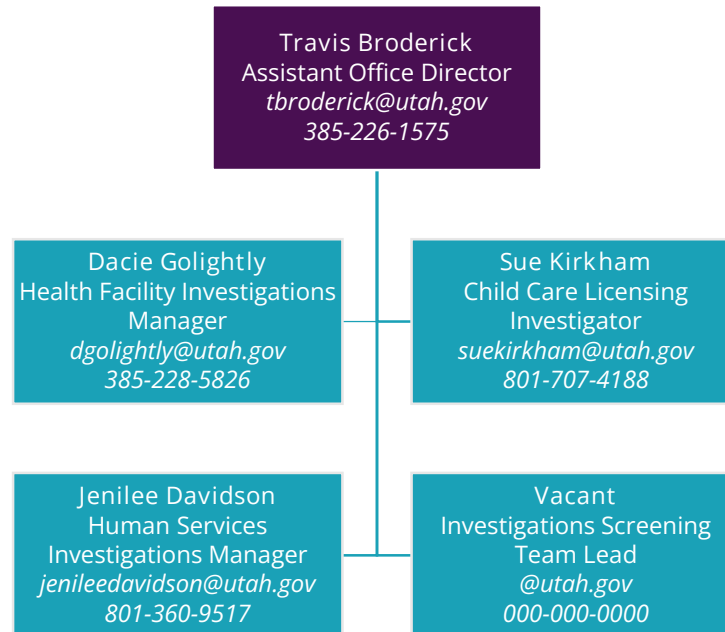 Travis Broderick
Assistant Office Director
tbroderick@utah.gov
385-226-1575
Dacie Golightly
Health Facility Investigations
Manager
dgolightly@utah.gov
385-228-5826
Sue Kirkham
Child Care Licensing
Investigator
suekirkham@utah.gov
801-707-4188
Jenilee Davidson
Human Services
Investigations Manager
jenileedavidson@utah.gov
801-360-9517
Vacant
Investigations Screening
Team Lead
@utah.gov
000-000-0000